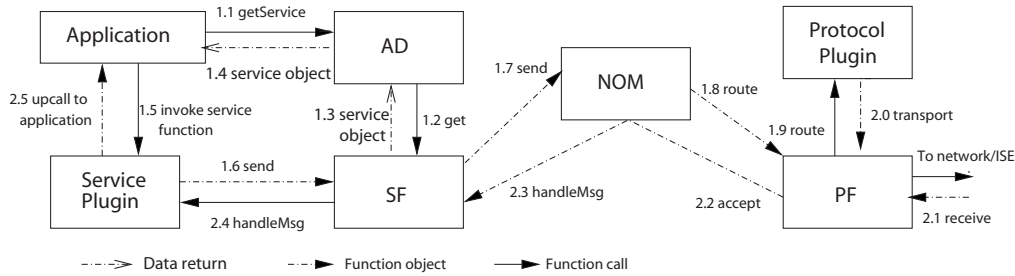 1.1 getService
Application
AD
1.4 service object
Protocol
Plugin
1.7 send
NOM
1.8 route
2.5 upcall to
application
1.5 invoke service
function
1.3 service
object
1.2 get
1.9 route
2.0 transport
To network/ISE
Service
Plugin
1.6 send
SF
2.3 handleMsg
2.2 accept
PF
2.4 handleMsg
2.1 receive
Data return
Function object
Function call